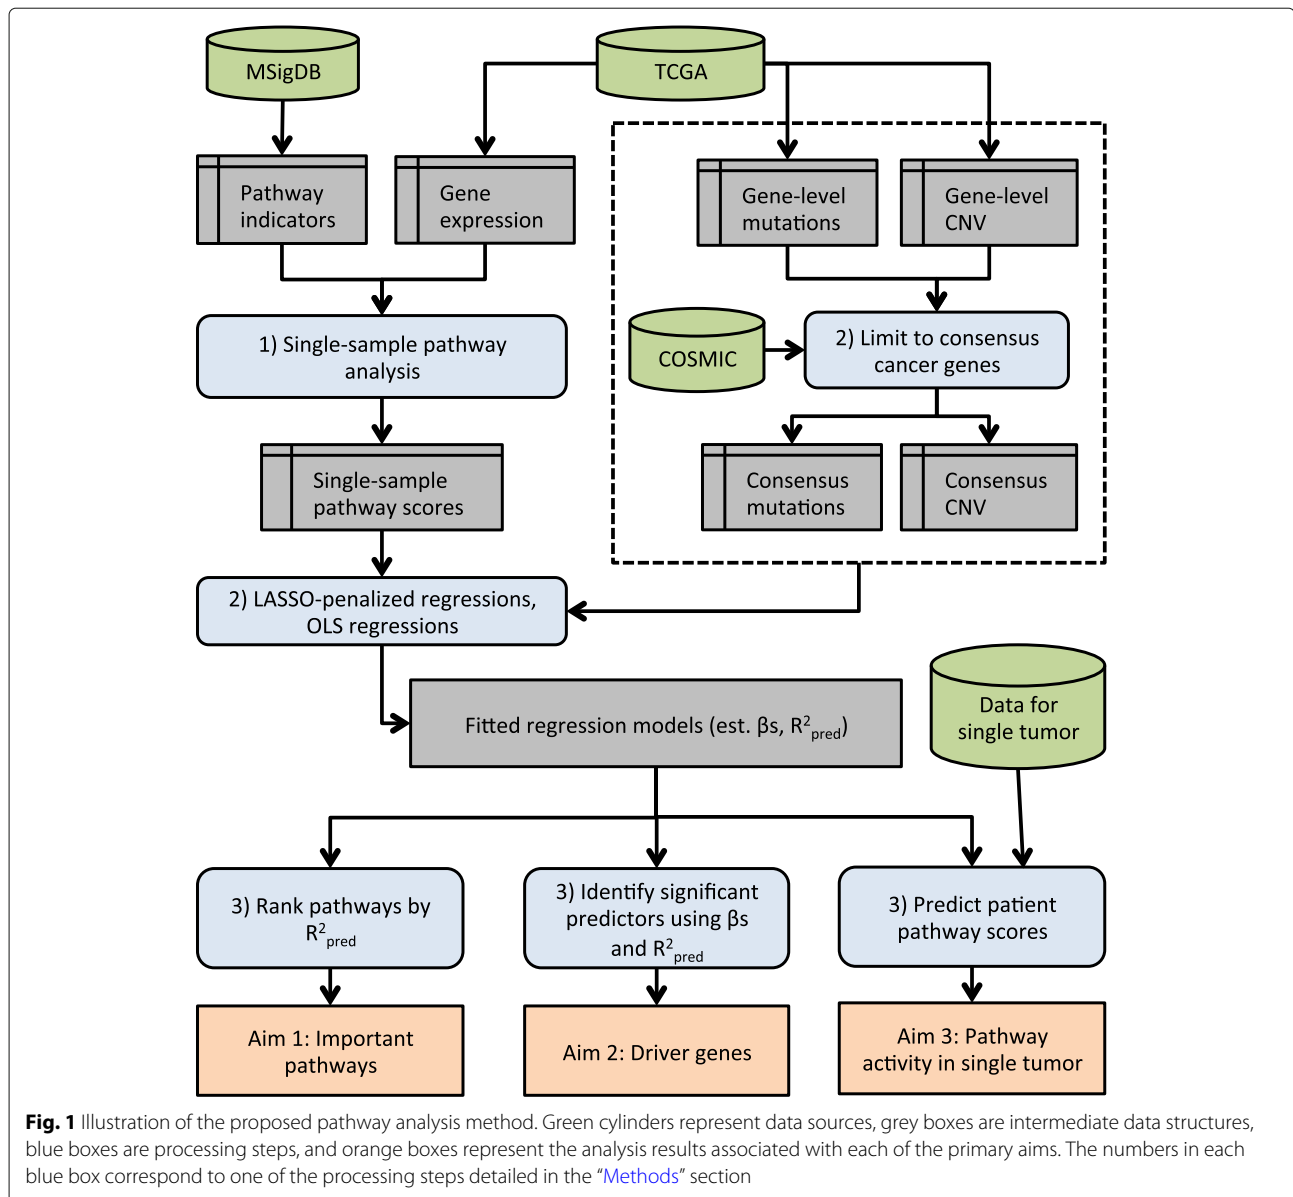 MSigDB
TCGA
Pathway
indicators
Gene
expression
Gene-level
mutations
Gene-level
CNV
1) Single-sample pathway
analysis
COSMIC
2) Limit to consensus
cancer genes
Single-sample
pathway scores
Consensus
mutations
Consensus
CNV
2) LASSO-penalized regressions,
OLS regressions
Fitted regression models (est. βs, R²pred)
Data for
single tumor
3) Rank pathways by
R²pred
3) Identify significant
predictors using βs
and R²pred
3) Predict patient
pathway scores
Aim 1: Important
pathways
Aim 2: Driver genes
Aim 3: Pathway
activity in single tumor
Fig. 1 Illustration of the proposed pathway analysis method. Green cylinders represent data sources, grey boxes are intermediate data structures,
blue boxes are processing steps, and orange boxes represent the analysis results associated with each of the primary aims. The numbers in each
blue box correspond to one of the processing steps detailed in the “Methods” section